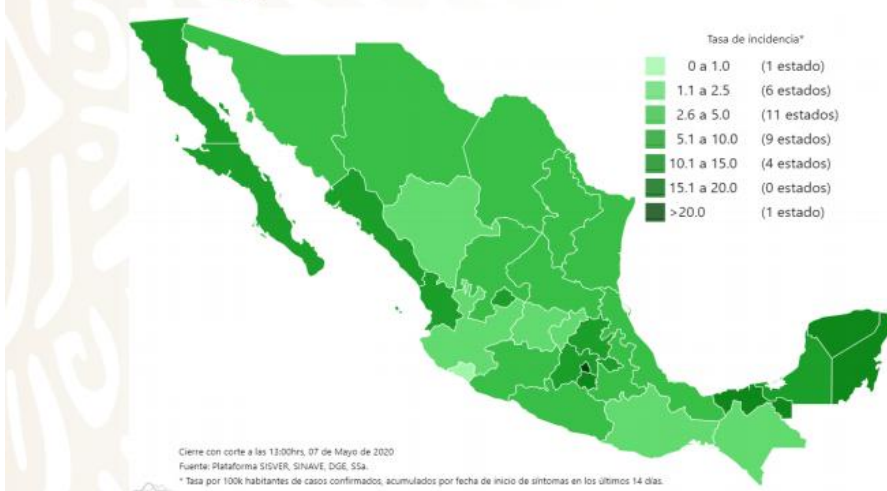 Tasa de incidencia*
0 a 1.0 (1 estado)
1.1 a 2.5 (6 estados)
2.6 a 5.0 (11 estados)
5.1 a 10.0 (9 estados)
10.1 a 15.0 (4 estados)
15.1 a 20.0 (0 estados)
>20.0 (1 estado)
Cierre con corte a las 13:00hrs, 07 de Mayo de 2020
Fuente: Plataforma SISVER, SINAVE, DGE, SSa.
* Tasa por 100k habitantes de casos confirmados, acumulados por fecha de inicio de síntomas en los últimos 14 días.